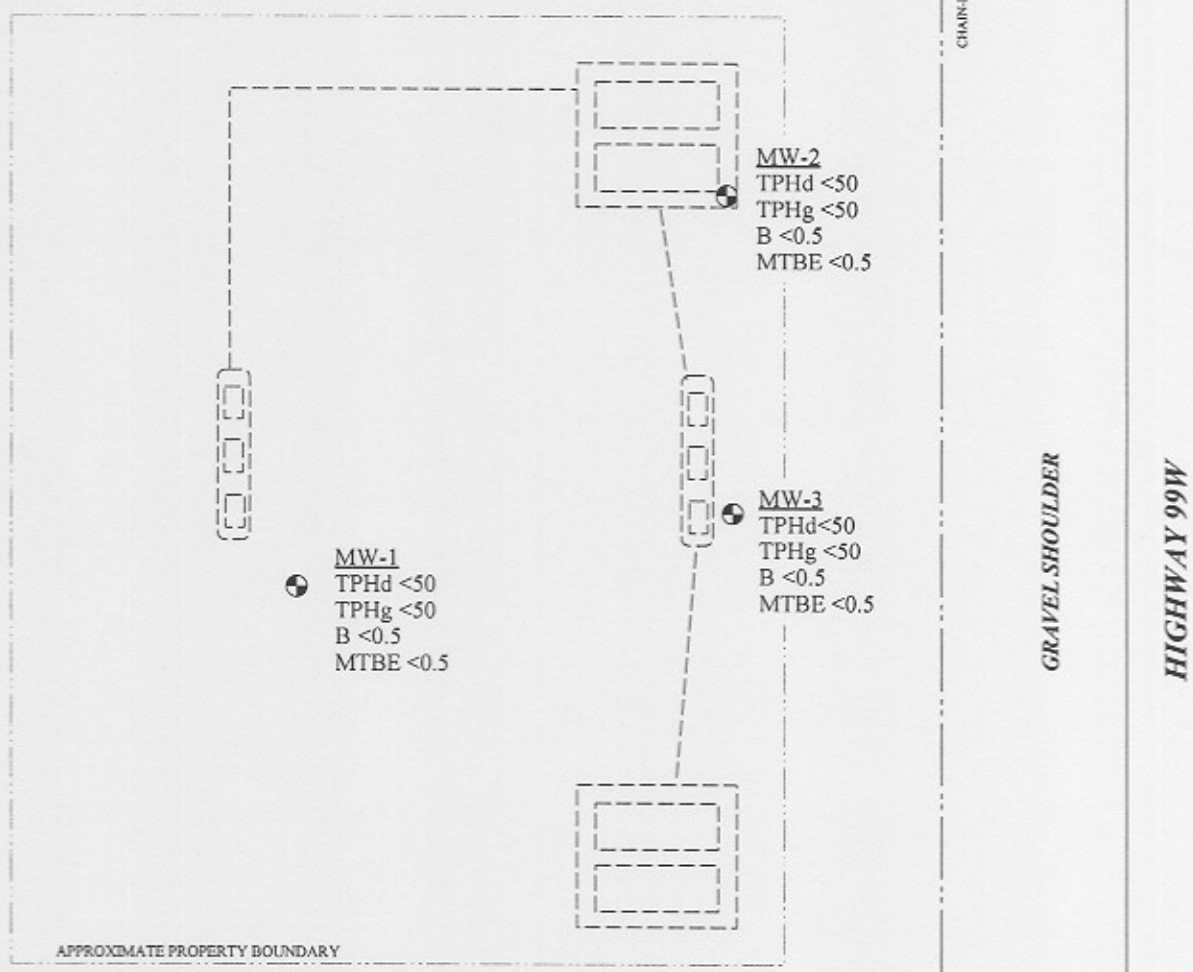 CHAIN-
MW-2
TPHd <50
TPHg <50
B <0.5
MTBE <0.5
MW-3
TPHd<50
TPHg <50
B <0.5
MTBE <0.5
MW-1
TPHd <50
TPHg <50
B <0.5
MTBE <0.5
GRAVEL SHOULDER
HIGHWAY 99W
APPROXIMATE PROPERTY BOUNDARY